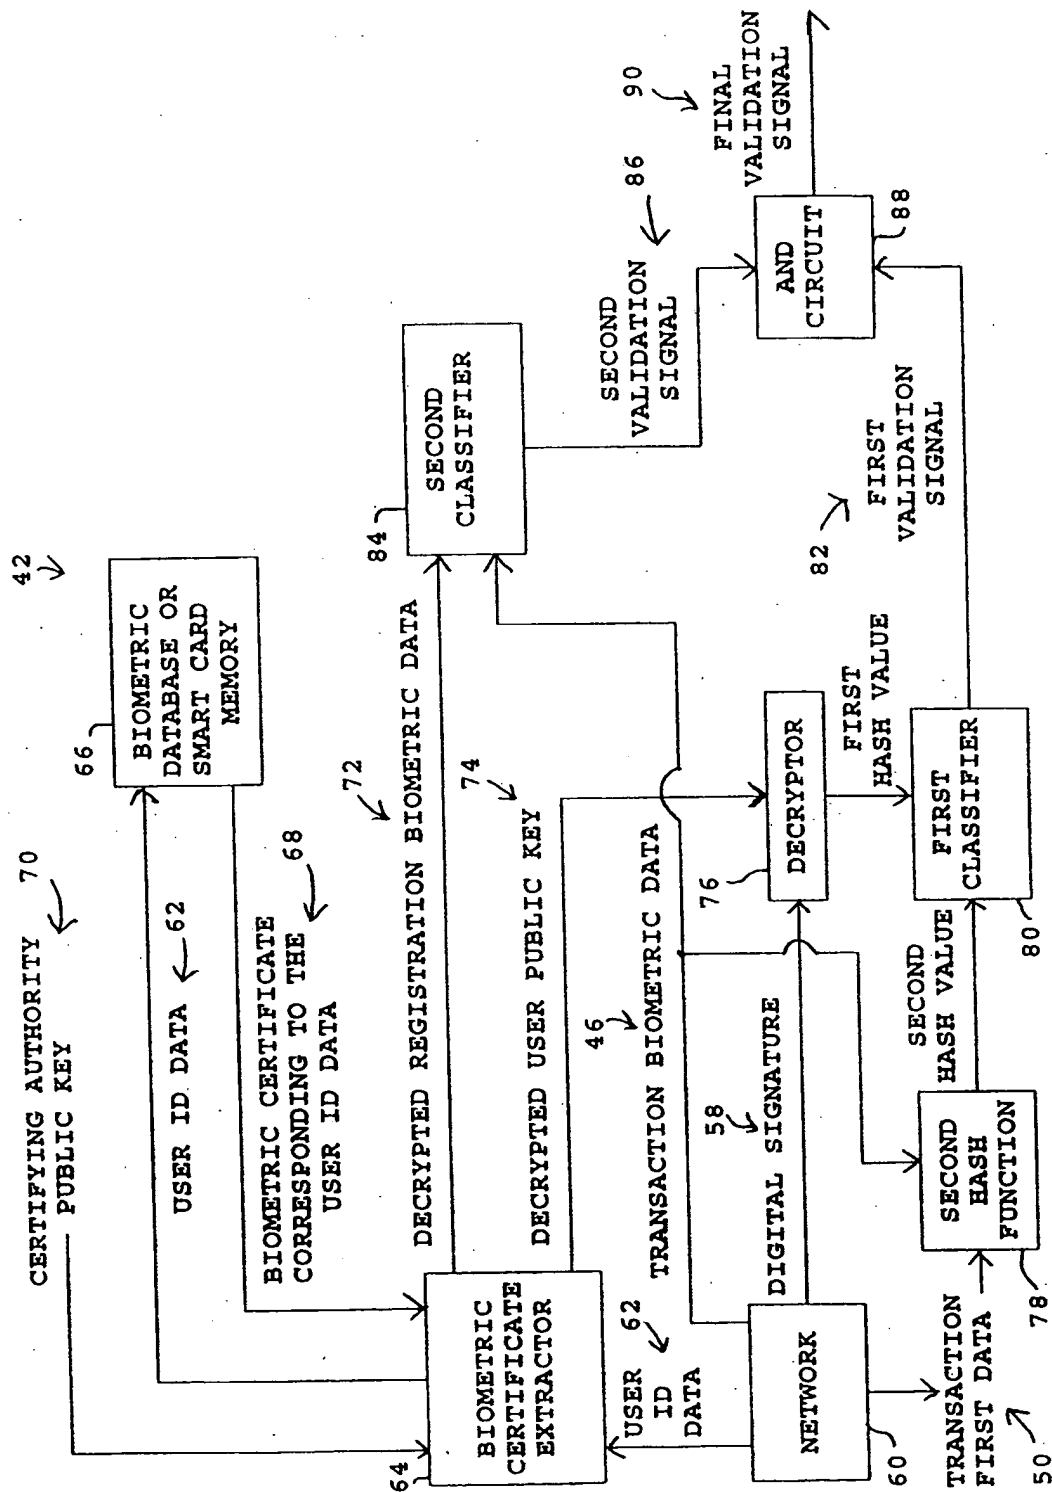 42
CERTIFYING AUTHORITY
PUBLIC KEY
70
USER ID DATA
62
66
BIOMETRIC
DATABASE OR
SMART CARD
MEMORY
BIOMETRIC CERTIFICATE
CORRESPONDING TO THE
USER ID DATA
68
64
BIOMETRIC
CERTIFICATE
EXTRACTOR
DECRYPTED REGISTRATION BIOMETRIC DATA
72
DECRYPTED USER PUBLIC KEY
74
84
SECOND
CLASSIFIER
USER
ID
DATA
62
TRANSACTION BIOMETRIC DATA
46
SECOND
VALIDATION
SIGNAL
86
FINAL
VALIDATION
SIGNAL
90
NETWORK
60
DIGITAL SIGNATURE
58
76
DECRYPTOR
AND
CIRCUIT
88
FIRST
HASH VALUE
82
FIRST
VALIDATION
SIGNAL
TRANSACTION
FIRST DATA
50
SECOND
HASH
FUNCTION
78
SECOND
HASH VALUE
FIRST
CLASSIFIER
80